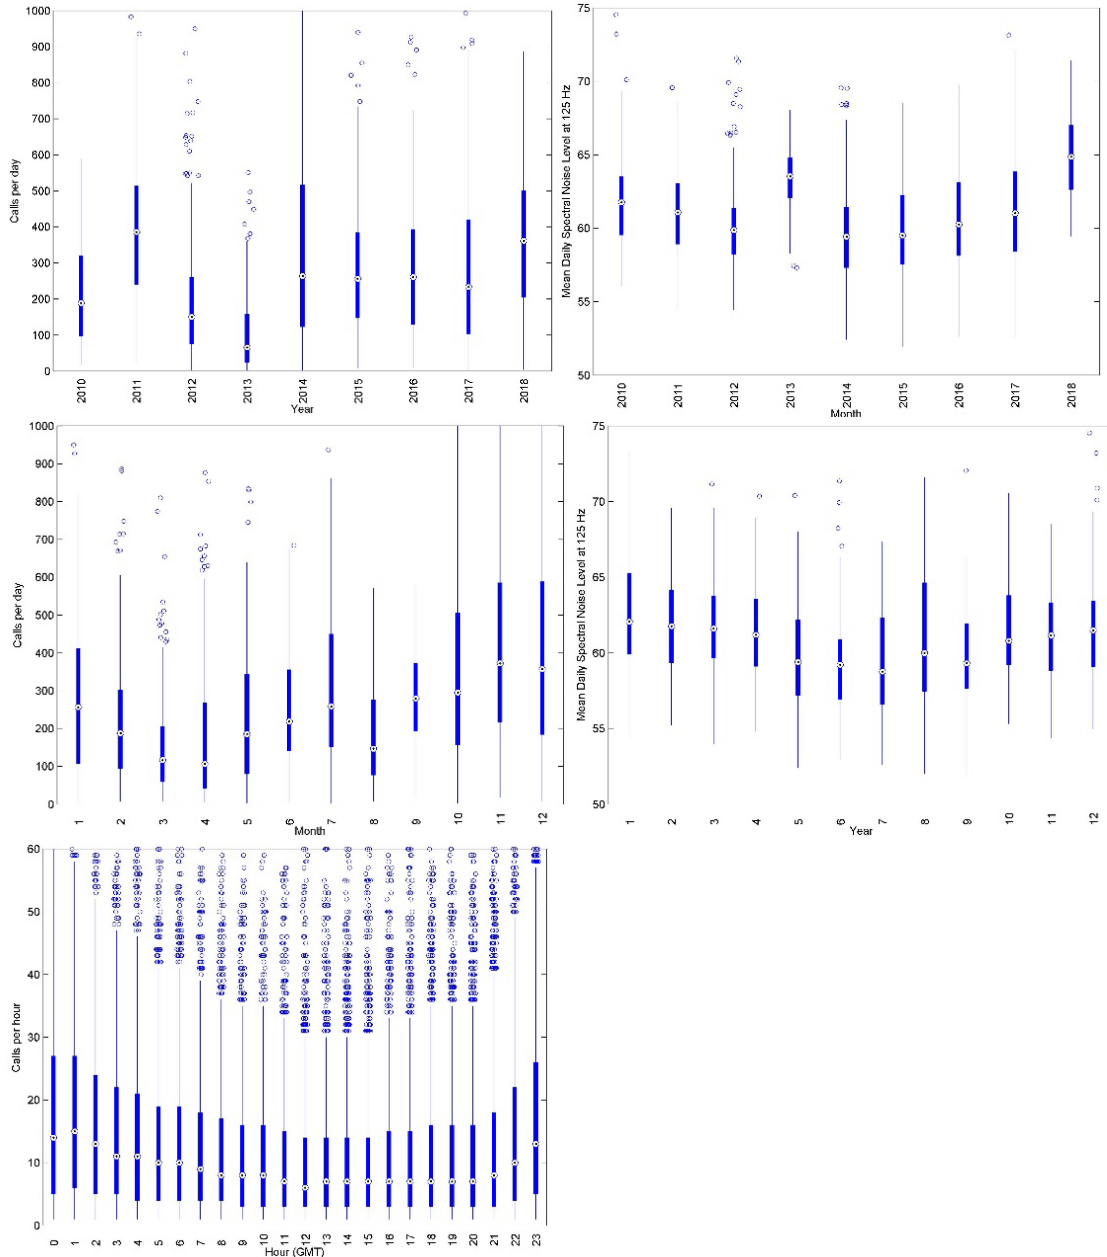 1000
900
800
700
600
500
400
300
200
100
0
Calls per day
2010 2011 2012 2013 2014 2015 2016 2017 2018
Year
75
70
65
60
55
50
Mean Daily Spectral Noise Level at 125 Hz
2010 2011 2012 2013 2014 2015 2016 2017 2018
Month
1000
900
800
700
600
500
400
300
200
100
0
Calls per day
1 2 3 4 5 6 7 8 9 10 11 12
Month
75
70
65
60
55
50
Mean Daily Spectral Noise Level at 125 Hz
1 2 3 4 5 6 7 8 9 10 11 12
Year
60
50
40
30
20
10
0
Calls per hour
0 1 2 3 4 5 6 7 8 9 10 11 12 13 14 15 16 17 18 19 20 21 22 23
Hour (GMT)